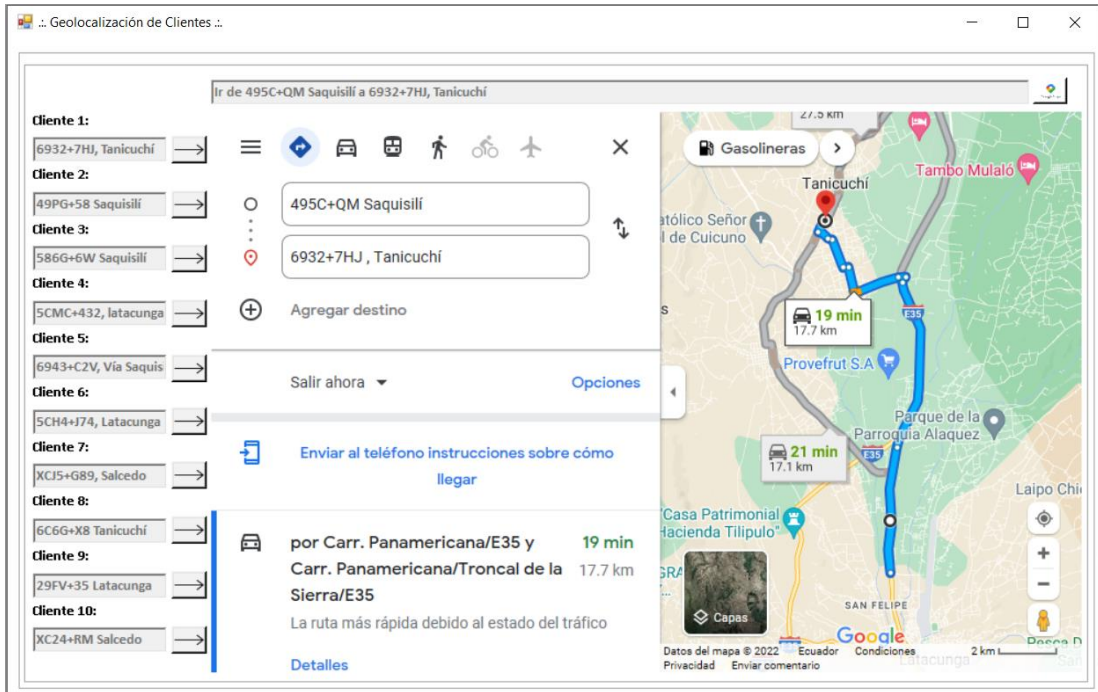 .:. Geolocalización de Clientes .:.
Ir de 495C+QM Saquisilí a 6932+7HJ, Tanicuchí
Cliente 1:
6932+7HJ, Tanicuchí
Cliente 2:
49PG+58 Saquisilí
Cliente 3:
586G+6W Saquisilí
Cliente 4:
5CMC+432, latacunga
Cliente 5:
6943+C2V, Vía Saquis
Cliente 6:
5CH4+J74, Latacunga
Cliente 7:
XCJ5+G89, Salcedo
Cliente 8:
6C6G+X8 Tanicuchí
Cliente 9:
29FV+35 Latacunga
Cliente 10:
XC24+RM Salcedo
495C+QM Saquisilí
6932+7HJ , Tanicuchí
Agregar destino
Salir ahora
Opciones
Enviar al teléfono instrucciones sobre cómo
llegar
por Carr. Panamericana/E35 y
Carr. Panamericana/Troncal de la
Sierra/E35
19 min
17.7 km
La ruta más rápida debido al estado del tráfico
Detalles
27.5 km
Gasolineras
Tambo Mulaló
Tanicuchí
atólico Señor
l de Cuicuno
S
E35
19 min
17.7 km
Provefrut S.A
Parque de la
Parroquia Alaquez
E35
21 min
17.1 km
Laipo Chi
"Casa Patrimonial
Hacienda Tilipulo"
GRA
Capas
SAN FELIPE
Google
Latacunga
Pesca D
San
Datos del mapa © 2022 Ecuador Condiciones 2 km
Privacidad Enviar comentario